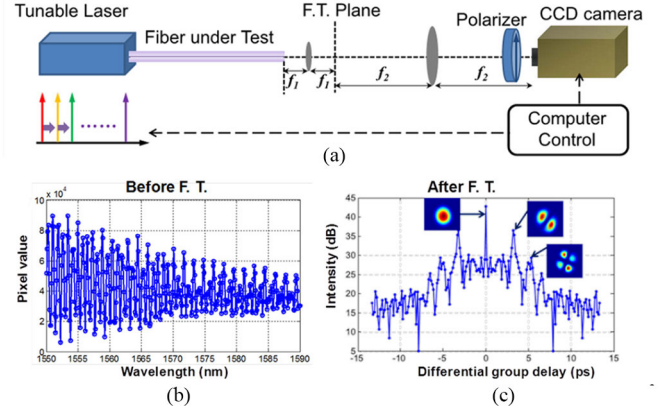 Tunable Laser
Fiber under Test
F.T. Plane
Polarizer
CCD camera
f1
f1
f2
f2
Computer
Control
(a)
Before F. T.
x 10^4
Pixel value
10
8
6
4
2
0
1550 1555 1560 1565 1570 1575 1580 1585 1590
Wavelength (nm)
(b)
After F. T.
Intensity (dB)
45
40
35
30
25
20
15
10
5
-15 -10 -5 0 5 10 15
Differential group delay (ps)
(c)